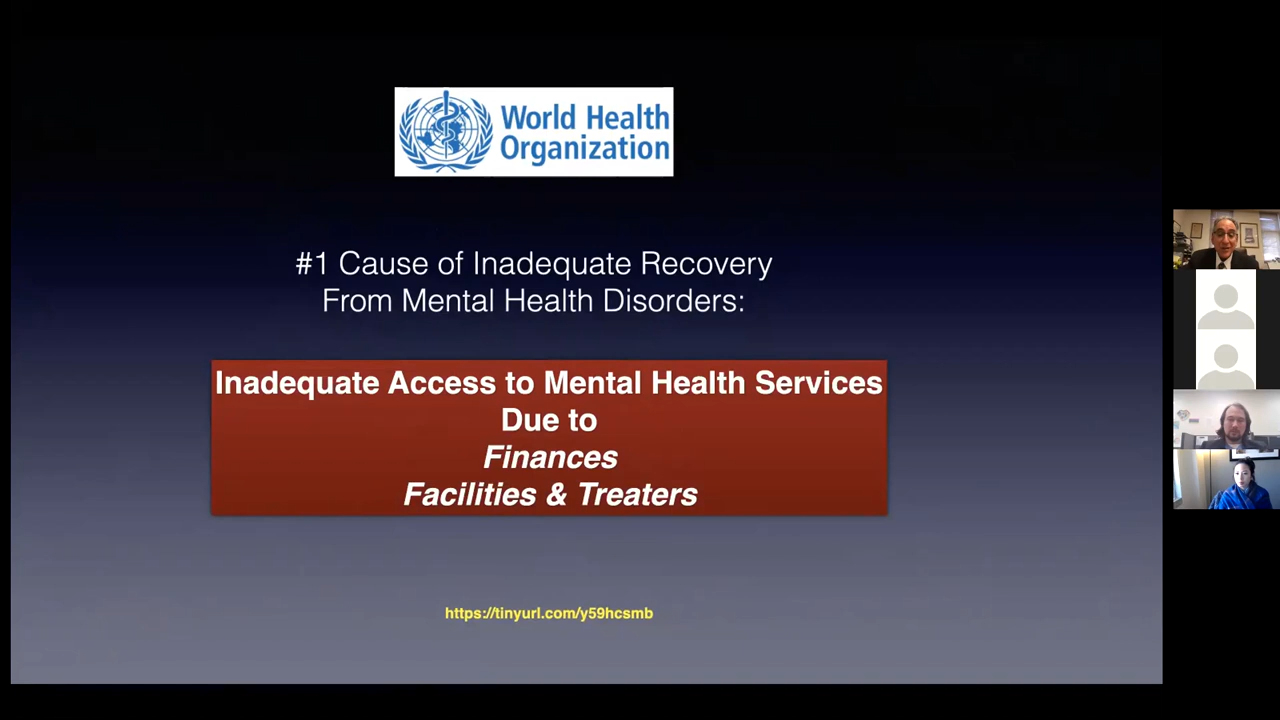 World Health
Organization
#1 Cause of Inadequate Recovery
From Mental Health Disorders:
Inadequate Access to Mental Health Services
Due to
Finances
Facilities & Treaters
https://tinyurl.com/y59hcsmb